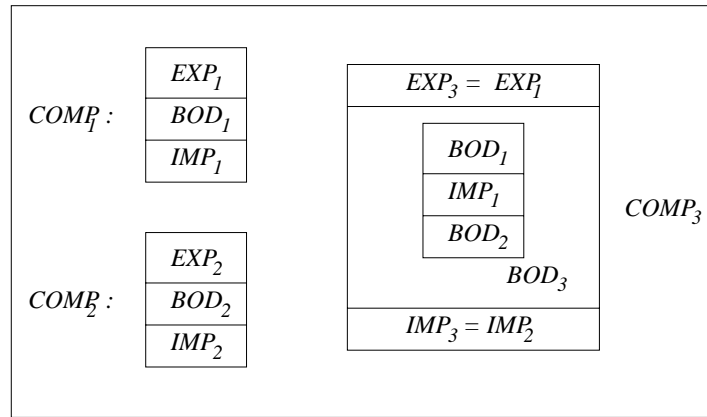 EXP₁
COMP₁ :
BOD₁
IMP₁
EXP₂
COMP₂ :
BOD₂
IMP₂
EXP₃ = EXP₁
BOD₁
IMP₁
BOD₂
BOD₃
IMP₃ = IMP₂
COMP₃